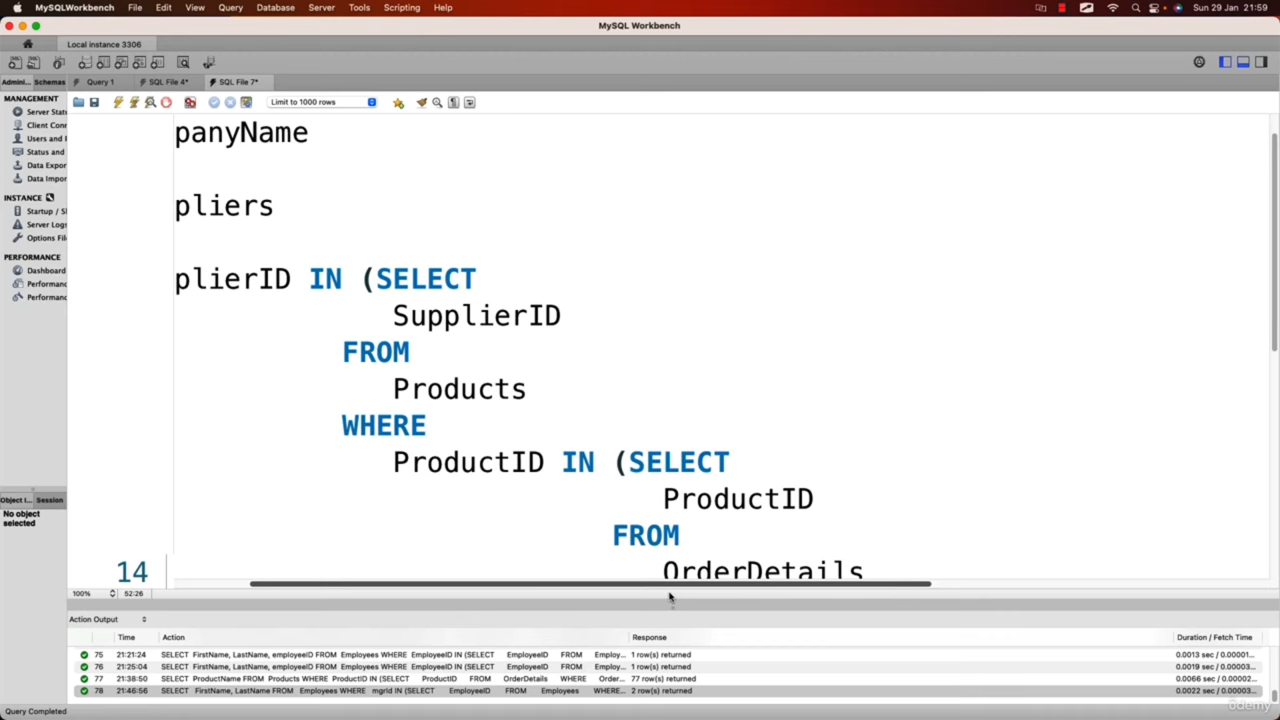 MySQLWorkbench File Edit View Query Database Server Tools Scripting Help Sun 29 Jan 21:59
MySQL Workbench
Local instance 3306
Admini... Schemas Query 1 SQL File 4* SQL File 7*
MANAGEMENT
Server Stat
Client Conn
Users and
Status and
Data Expor
Data Impor
INSTANCE
Startup / S
Server Logs
Options Fil
PERFORMANCE
Dashboard
Performanc
Performanc
Object I... Session
No object
selected
Limit to 1000 rows
panyName
pliers
plierID IN (SELECT
SupplierID
FROM
Products
WHERE
ProductID IN (SELECT
ProductID
FROM
14 OrderDetails
100% 52:26
Action Output
Time Action Response Duration / Fetch Time
75 21:21:24 SELECT FirstName, LastName, employeeID FROM Employees WHERE EmployeeID IN (SELECT EmployeeID FROM Employ... 1 row(s) returned 0.0013 sec / 0.00001...
76 21:25:04 SELECT FirstName, LastName, employeeID FROM Employees WHERE EmployeeID IN (SELECT EmployeeID FROM Employ... 1 row(s) returned 0.0019 sec / 0.00003...
77 21:38:50 SELECT ProductName FROM Products WHERE ProductID IN (SELECT ProductID FROM OrderDetails WHERE Order... 77 row(s) returned 0.0066 sec / 0.00002...
78 21:46:56 SELECT FirstName, LastName FROM Employees WHERE mgrId IN (SELECT EmployeeID FROM Employees WHERE... 2 row(s) returned 0.0022 sec / 0.00003...
Query Completed
ûdemy